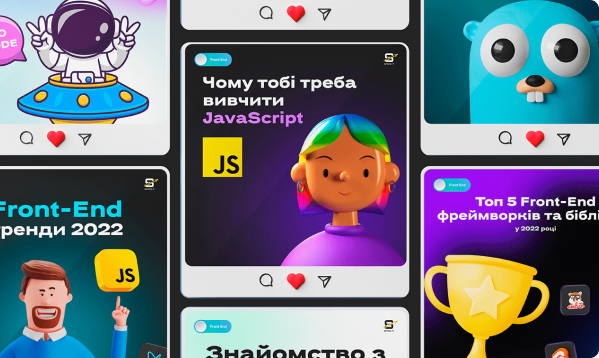 DE
Front End
Чому тобі треба
вивчити
JavaScript
JS
Front-End
ренди 2022
JS
Front End
Топ 5 Front-End
фреймворків та біблі
у 2022 році
Front End
Знайомство з